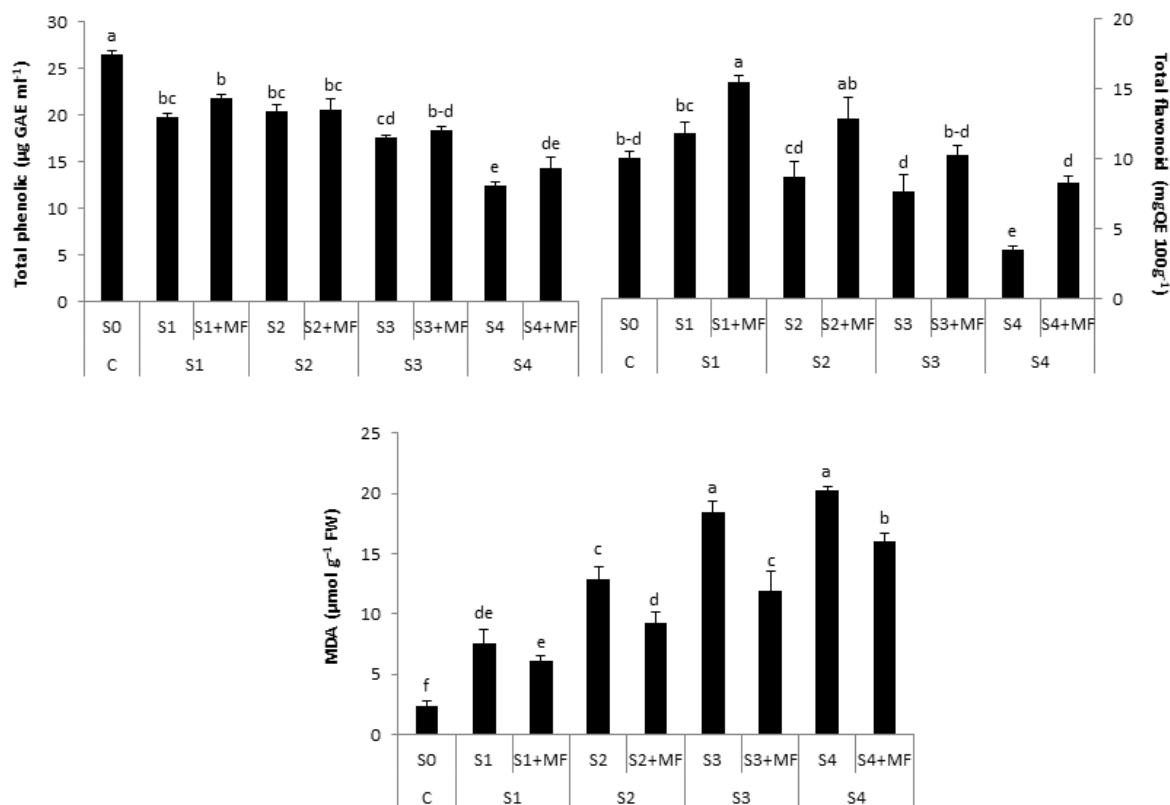 30
25
20
15
10
5
0
Total phenolic (µg GAE ml⁻¹)
a
bc
b
bc
bc
cd
b-d
e
de
S0 S1 S1+MF S2 S2+MF S3 S3+MF S4 S4+MF
C S1 S2 S3 S4
20
15
10
5
0
Total flavonoid (mgQE 100g⁻¹)
b-d
bc
a
cd
ab
d
b-d
e
d
S0 S1 S1+MF S2 S2+MF S3 S3+MF S4 S4+MF
C S1 S2 S3 S4
25
20
15
10
5
0
MDA (µmol g⁻¹ FW)
f
de
e
c
d
a
c
a
b
S0 S1 S1+MF S2 S2+MF S3 S3+MF S4 S4+MF
C S1 S2 S3 S4